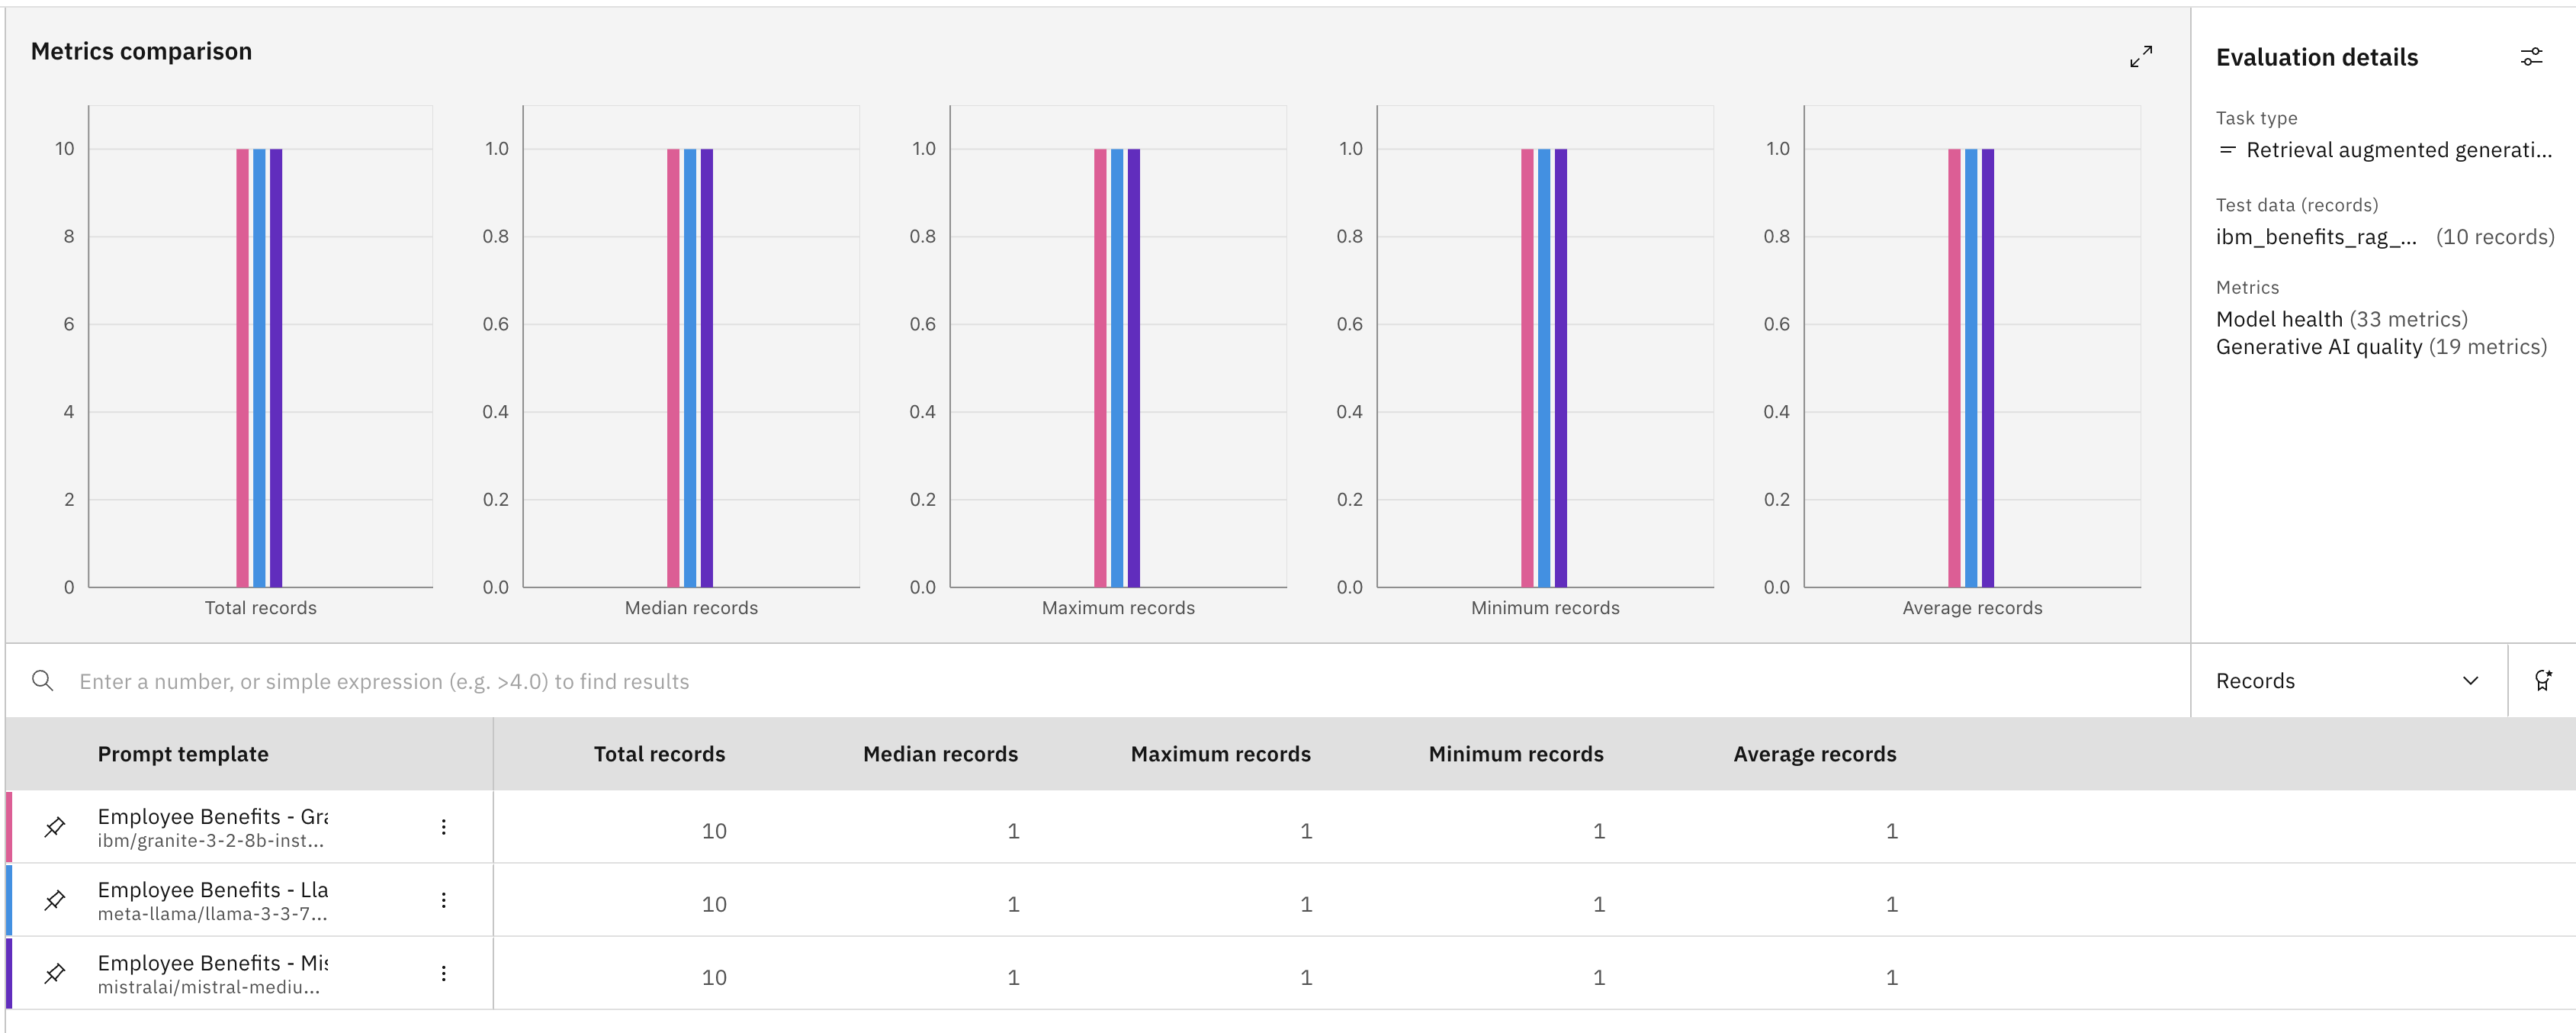 Metrics comparison
10
8
6
4
2
0
Total records
1.0
0.8
0.6
0.4
0.2
0.0
Median records
1.0
0.8
0.6
0.4
0.2
0.0
Maximum records
1.0
0.8
0.6
0.4
0.2
0.0
Minimum records
1.0
0.8
0.6
0.4
0.2
0.0
Average records
Evaluation details
Task type
Retrieval augmented generati...
Test data (records)
ibm_benefits_rag_... (10 records)
Metrics
Model health (33 metrics)
Generative AI quality (19 metrics)
Enter a number, or simple expression (e.g. >4.0) to find results
Records
Prompt template Total records Median records Maximum records Minimum records Average records
Employee Benefits - Gra
ibm/granite-3-2-8b-inst...
10 1 1 1 1
Employee Benefits - Lla
meta-llama/llama-3-3-7...
10 1 1 1 1
Employee Benefits - Mis
mistralai/mistral-mediu...
10 1 1 1 1